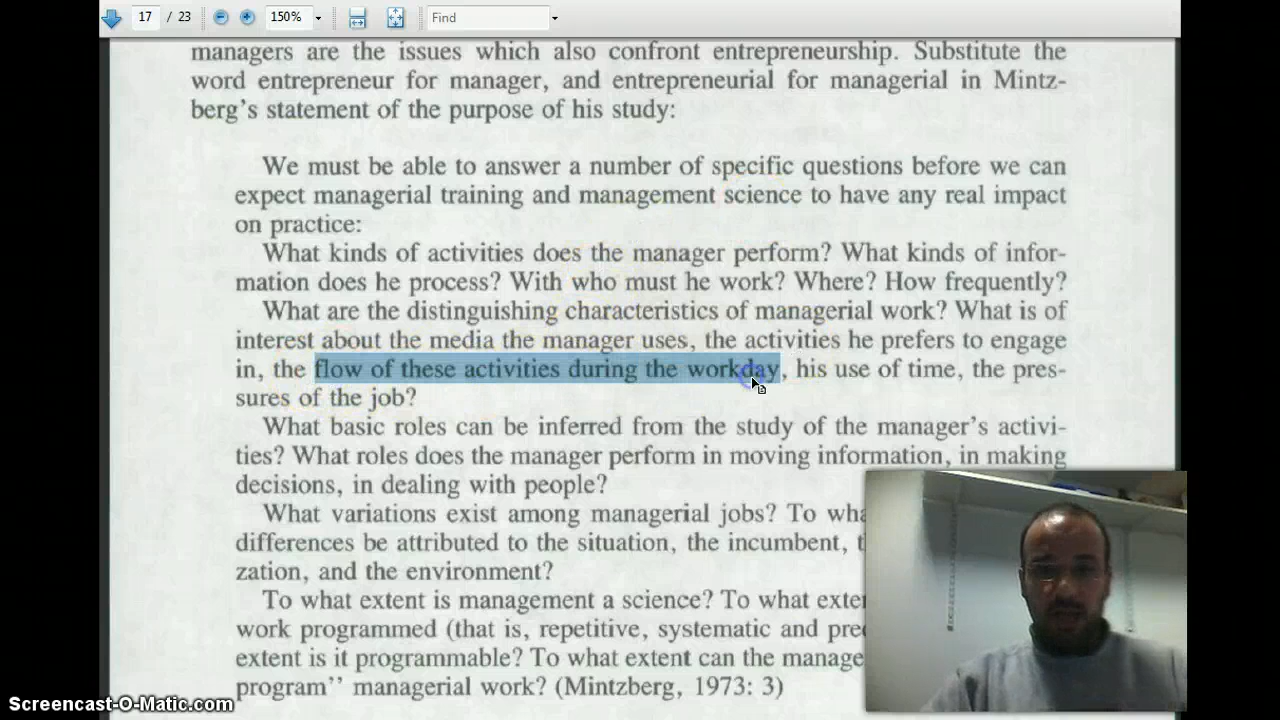 17 / 23 150% Find
managers are the issues which also confront entrepreneurship. Substitute the
word entrepreneur for manager, and entrepreneurial for managerial in Mintz-
berg's statement of the purpose of his study:
We must be able to answer a number of specific questions before we can
expect managerial training and management science to have any real impact
on practice:
What kinds of activities does the manager perform? What kinds of infor-
mation does he process? With who must he work? Where? How frequently?
What are the distinguishing characteristics of managerial work? What is of
interest about the media the manager uses, the activities he prefers to engage
in, the flow of these activities during the workday, his use of time, the pres-
sures of the job?
What basic roles can be inferred from the study of the manager's activi-
ties? What roles does the manager perform in moving information, in making
decisions, in dealing with people?
What variations exist among managerial jobs? To
differences be attributed to the situation, the incumbent,
zation, and the environment?
To what extent is management a science? To what
work programmed (that is, repetitive, systematic and
extent is it programmable? To what extent can the
program'' managerial work? (Mintzberg, 1973: 3)
Screencast-O-Matic.com